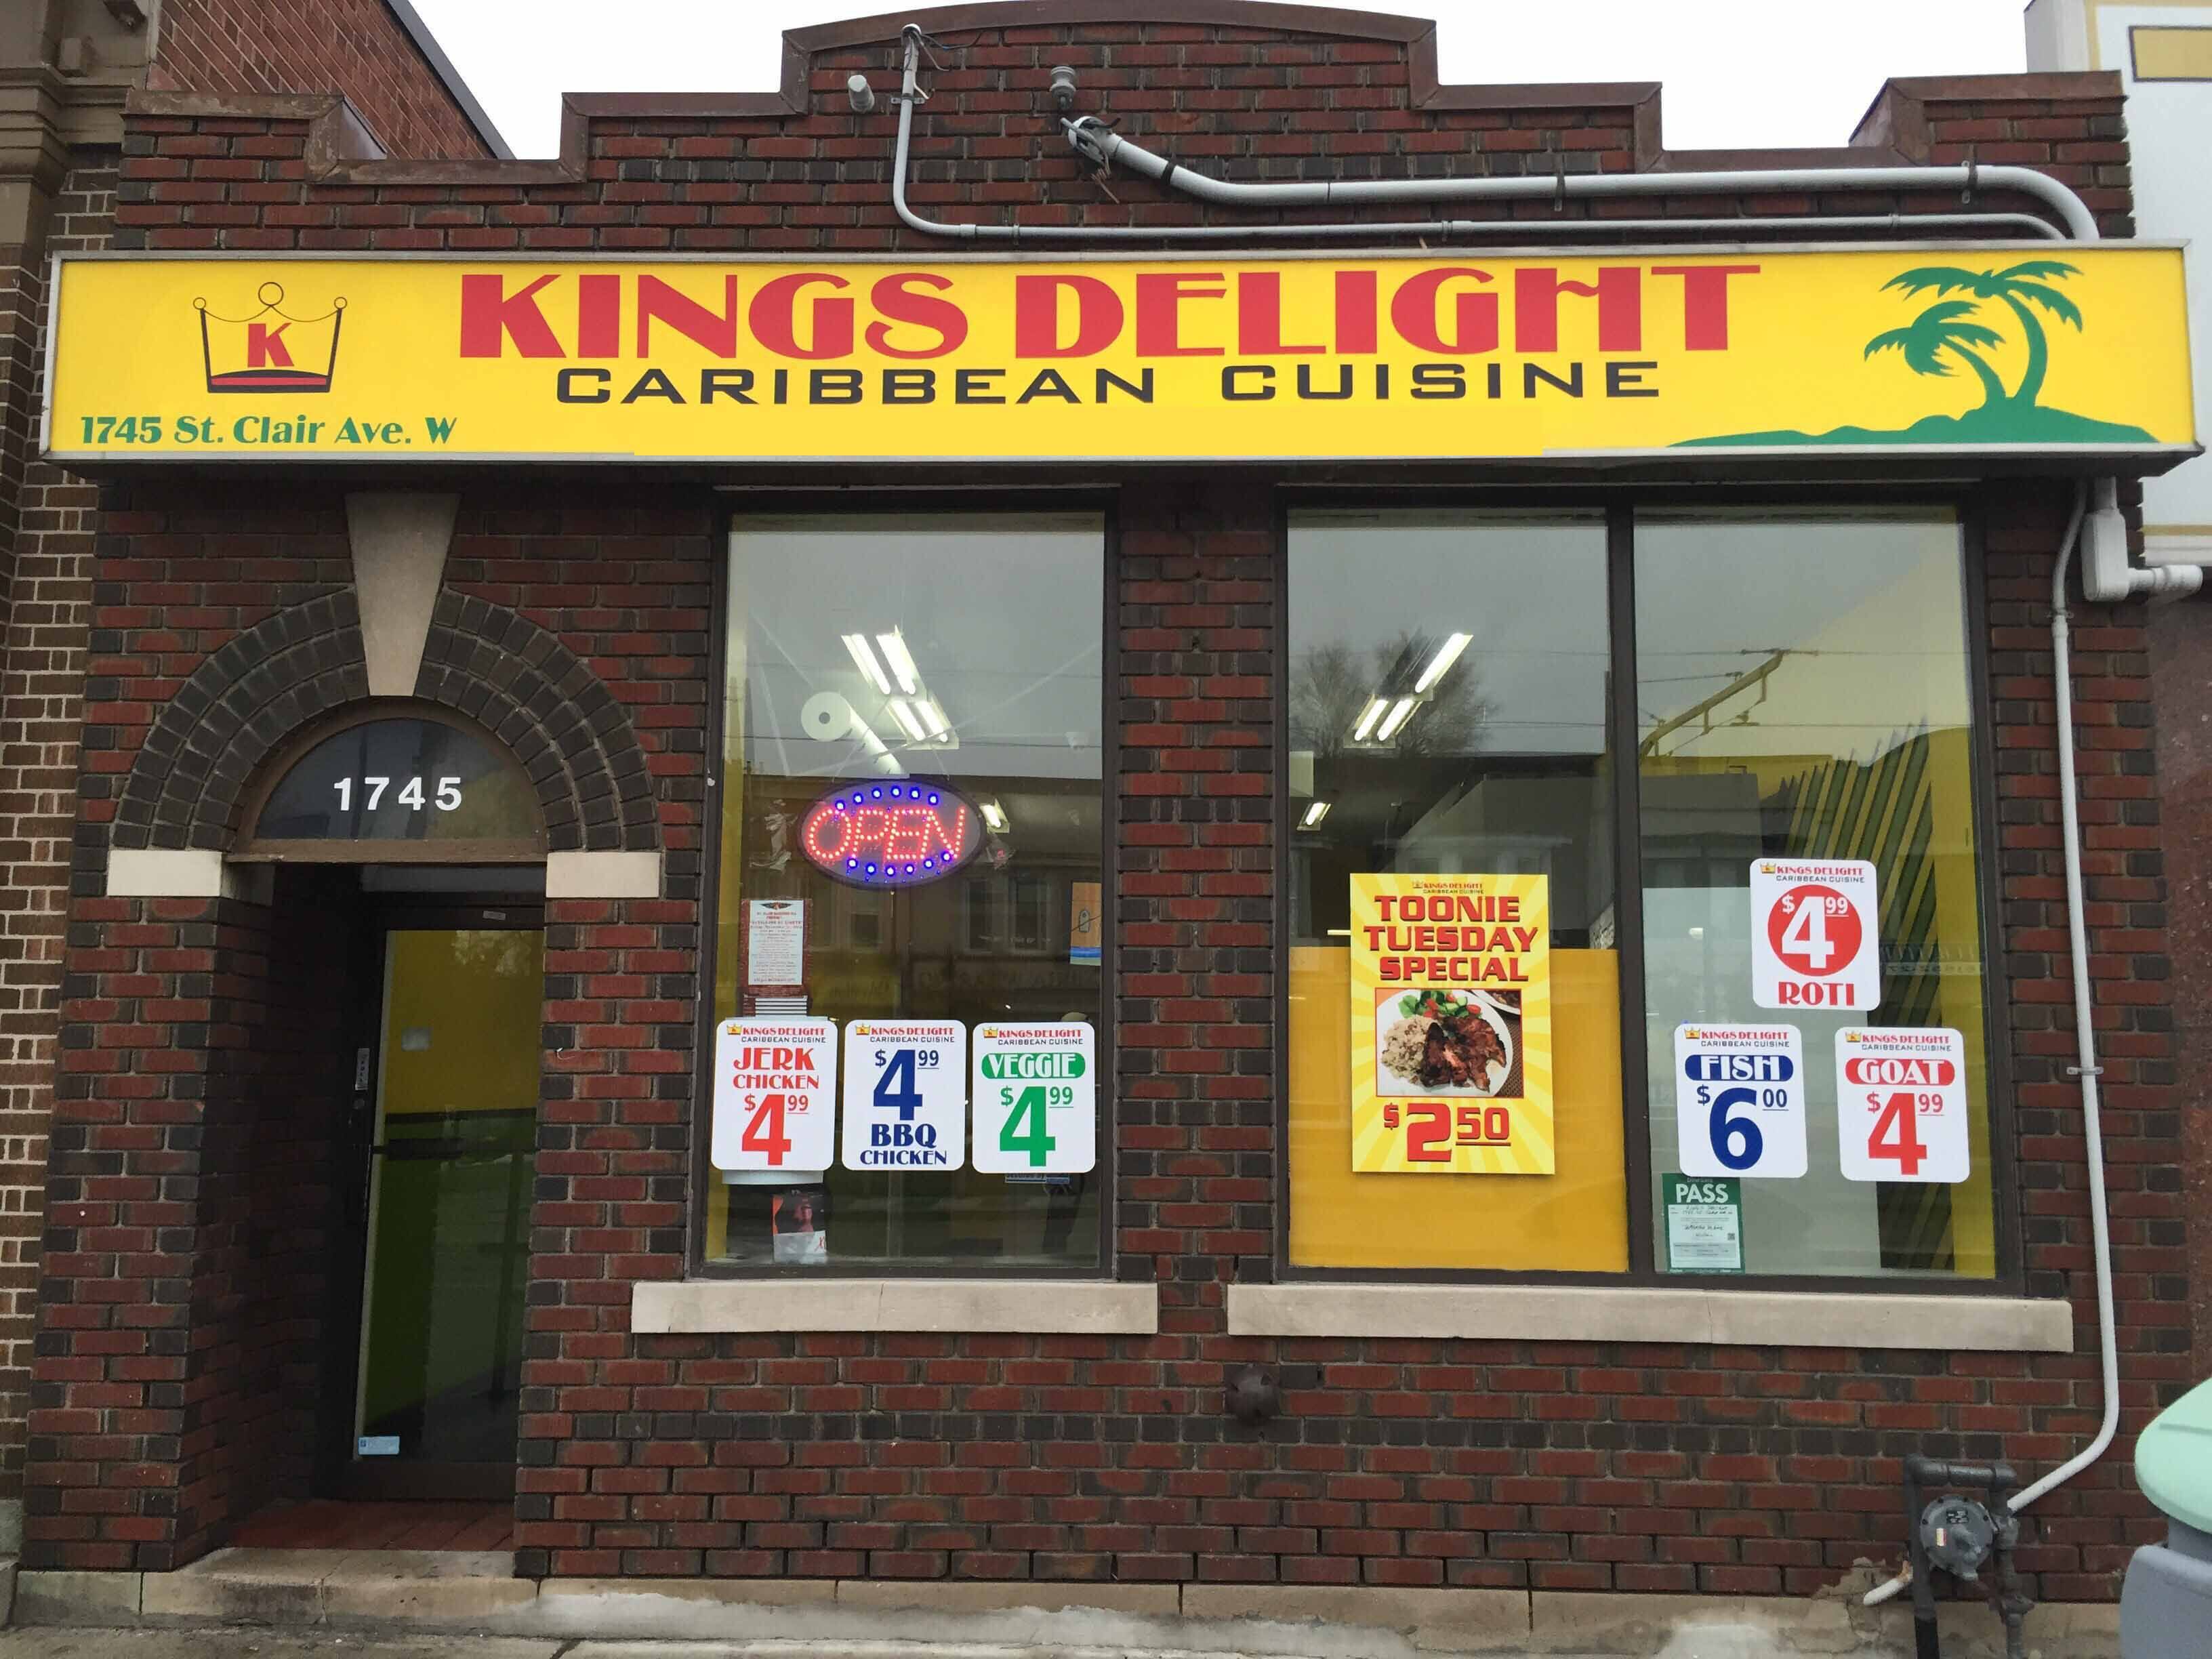 K
KINGS DELIGHT
CARIBBEAN CUISINE
1745 St. Clair Ave. W
1745
OPEN
KINGS DELIGHT
CARIBBEAN CUISINE
JERK
CHICKEN
$4.99
KINGS DELIGHT
CARIBBEAN CUISINE
$4.99
BBQ
CHICKEN
KINGS DELIGHT
CARIBBEAN CUISINE
VEGGIE
$4.99
KINGS DELIGHT
CARIBBEAN CUISINE
TOONIE
TUESDAY
SPECIAL
$2.50
KINGS DELIGHT
CARIBBEAN CUISINE
$4.99
ROTI
KINGS DELIGHT
CARIBBEAN CUISINE
FISH
$6.00
KINGS DELIGHT
CARIBBEAN CUISINE
GOAT
$4.99
PASS